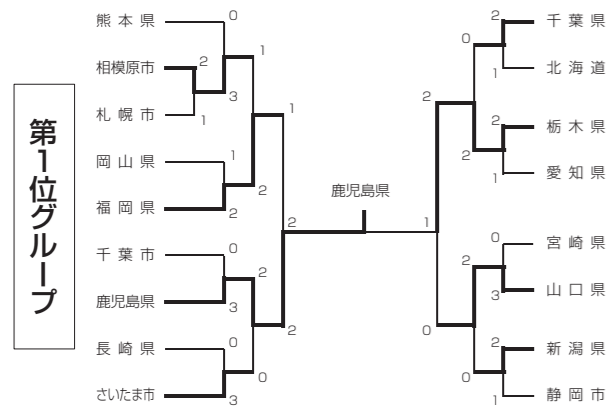 第1位グループ
熊本県
相模原市
札幌市
岡山県
福岡県
千葉市
鹿児島県
長崎県
さいたま市
0
2
1
3
1
1
2
2
1
0
3
2
0
3
0
2
2
鹿児島県
1
2
0
0
2
2
1
2
1
2
0
3
2
1
千葉県
北海道
栃木県
愛知県
宮崎県
山口県
新潟県
静岡市